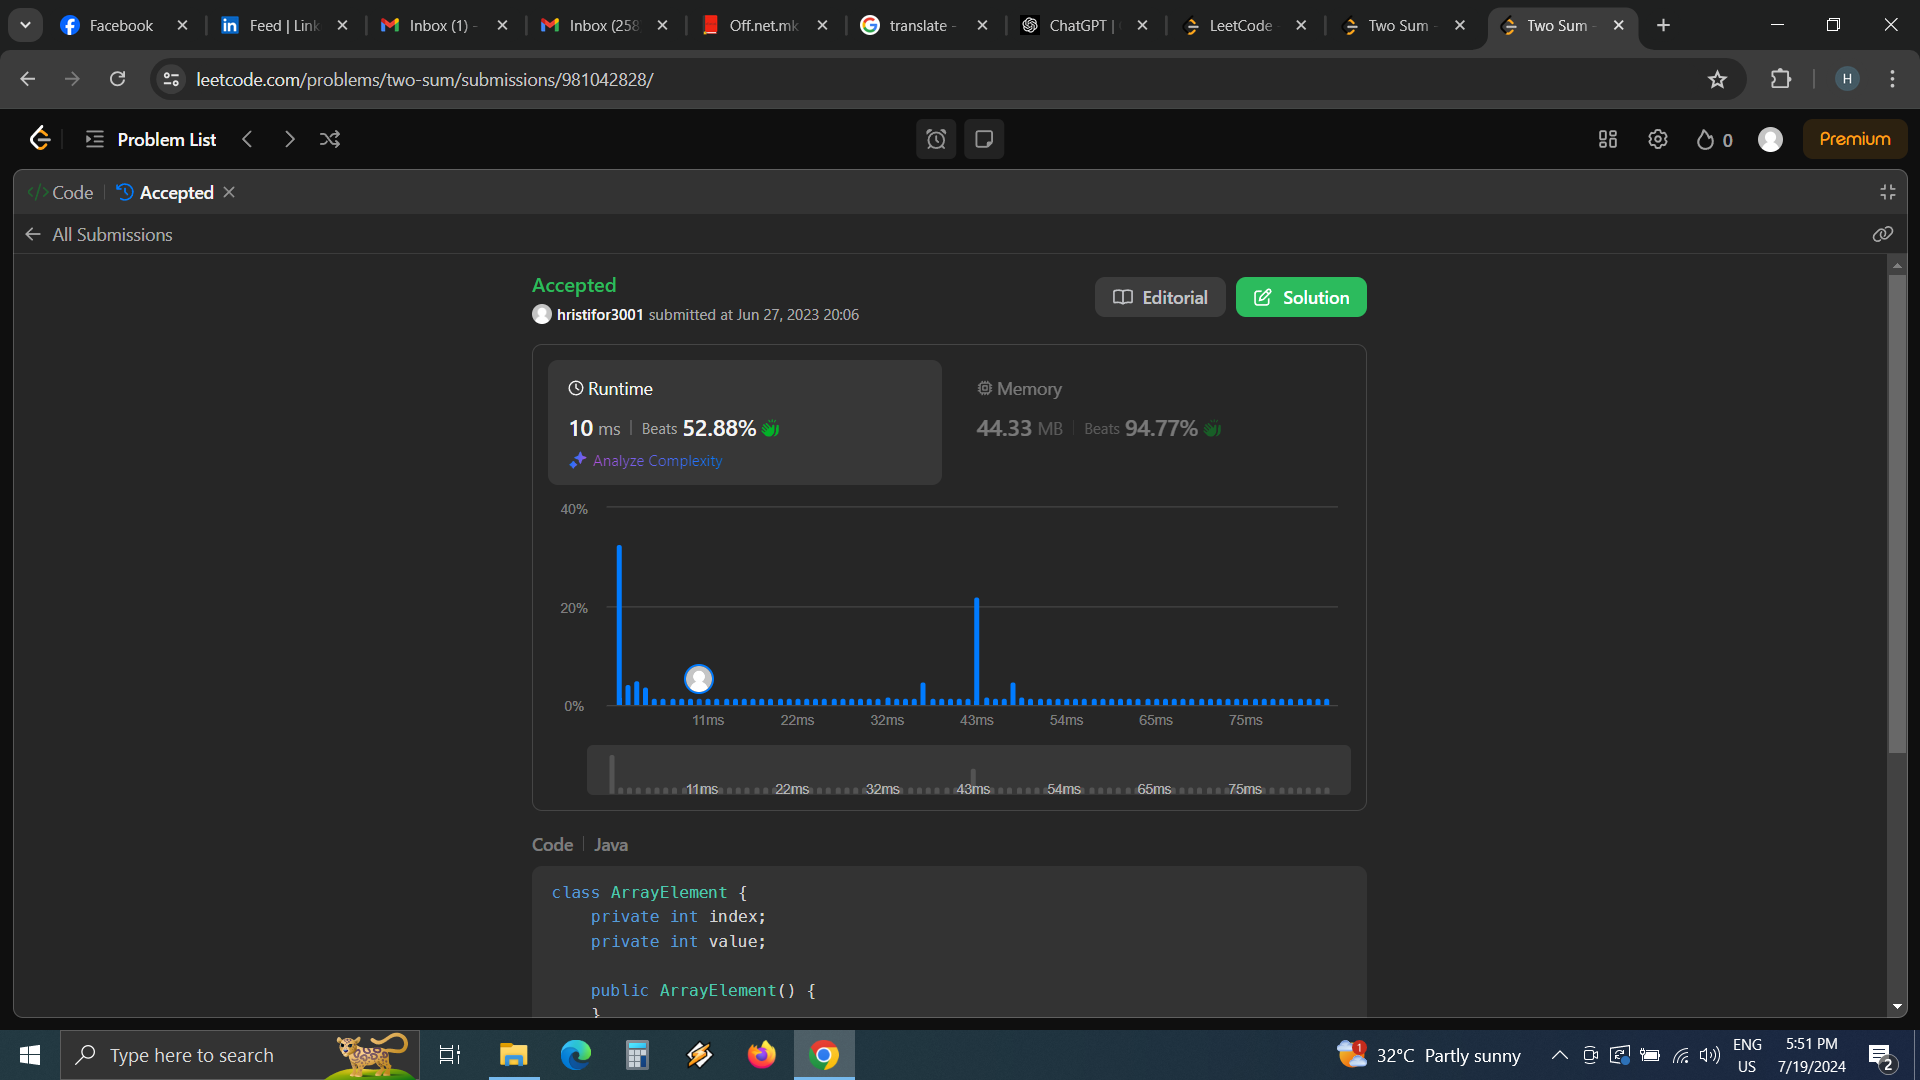 Facebook
Feed | Link
Inbox (1) -
Inbox (258
Off.net.mk
translate -
ChatGPT |
LeetCode
Two Sum -
Two Sum -
leetcode.com/problems/two-sum/submissions/981042828/
H
Problem List
0
Premium
</> Code
Accepted
All Submissions
Accepted
hristifor3001 submitted at Jun 27, 2023 20:06
Editorial
Solution
Runtime
10 ms | Beats 52.88%
Analyze Complexity
Memory
44.33 MB | Beats 94.77%
40%
20%
0%
11ms 22ms 32ms 43ms 54ms 65ms 75ms
11ms 22ms 32ms 43ms 54ms 65ms 75ms
Code | Java
class ArrayElement {
private int index;
private int value;
public ArrayElement() {
}
Type here to search
1
32°C Partly sunny
ENG
US
5:51 PM
7/19/2024
2